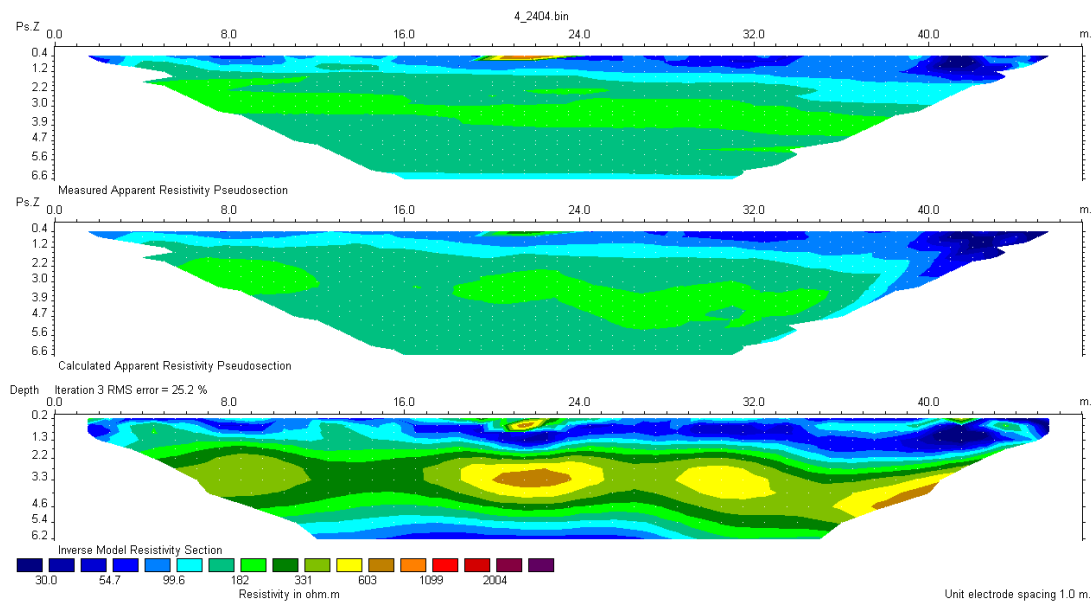 4_2404.bin
Ps.Z 0.0 8.0 16.0 24.0 32.0 40.0 m.
0.4
1.2
2.2
3.0
3.9
4.7
5.6
6.6
Measured Apparent Resistivity Pseudosection
Ps.Z 0.0 8.0 16.0 24.0 32.0 40.0 m.
0.4
1.2
2.2
3.0
3.9
4.7
5.6
6.6
Calculated Apparent Resistivity Pseudosection
Depth Iteration 3 RMS error = 25.2 %
0.0 8.0 16.0 24.0 32.0 40.0 m.
0.2
1.3
2.2
3.3
4.6
5.4
6.2
Inverse Model Resistivity Section
30.0 54.7 99.6 182 331 603 1099 2004
Resistivity in ohm.m
Unit electrode spacing 1.0 m.